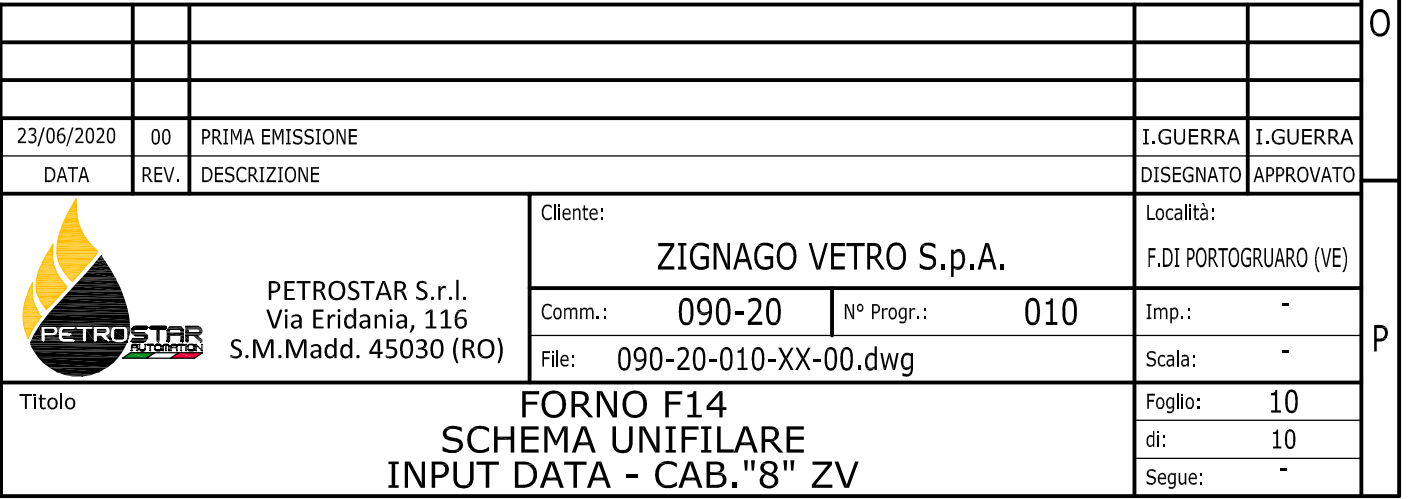 O
23/06/2020 00 PRIMA EMISSIONE I.GUERRA I.GUERRA
DATA REV. DESCRIZIONE DISEGNATO APPROVATO
PETROSTAR
AUTOMATION
PETROSTAR S.r.l.
Via Eridania, 116
S.M.Madd. 45030 (RO)
Cliente:
ZIGNAGO VETRO S.p.A.
Località:
F.DI PORTOGRUARO (VE)
Comm.: 090-20 N° Progr.: 010 Imp.: -
File: 090-20-010-XX-00.dwg Scala: -
P
Titolo
FORNO F14
SCHEMA UNIFILARE
INPUT DATA - CAB."8" ZV
Foglio: 10
di: 10
Segue: -